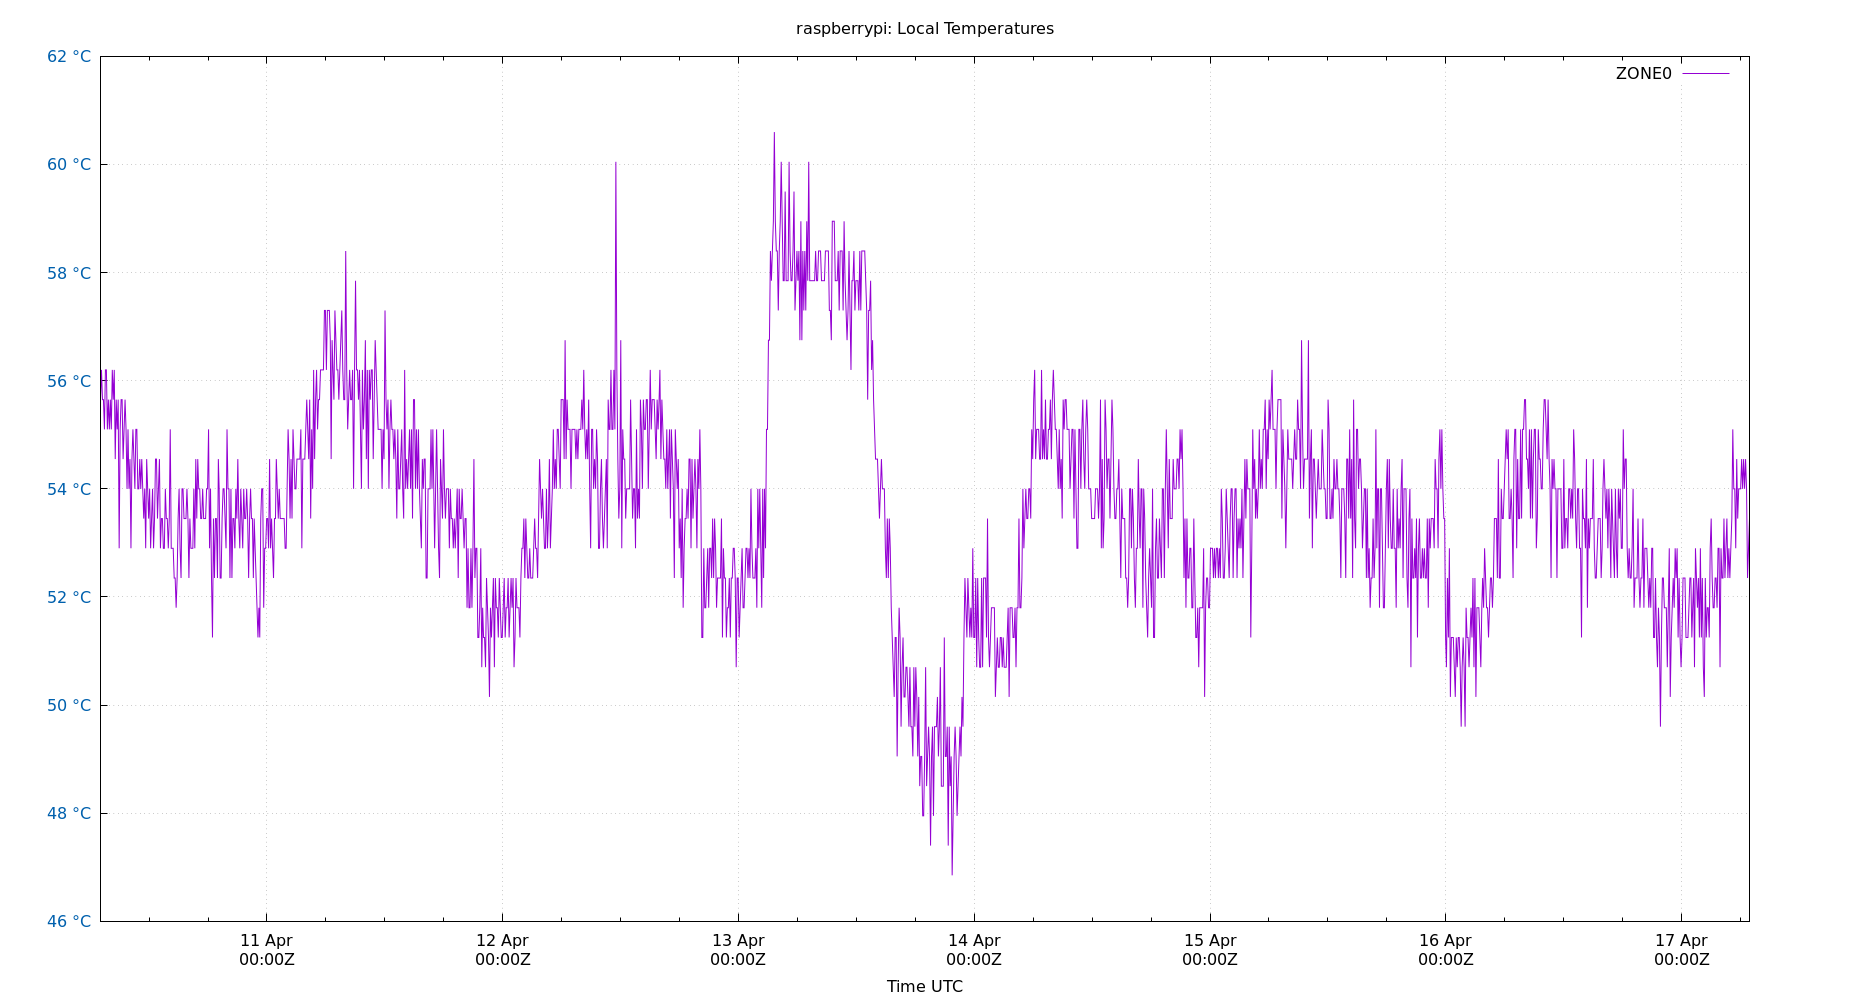 raspberrypi: Local Temperatures
ZONE0
62 °C
60 °C
58 °C
56 °C
54 °C
52 °C
50 °C
48 °C
46 °C
11 Apr
00:00Z
12 Apr
00:00Z
13 Apr
00:00Z
14 Apr
00:00Z
15 Apr
00:00Z
16 Apr
00:00Z
17 Apr
00:00Z
Time UTC